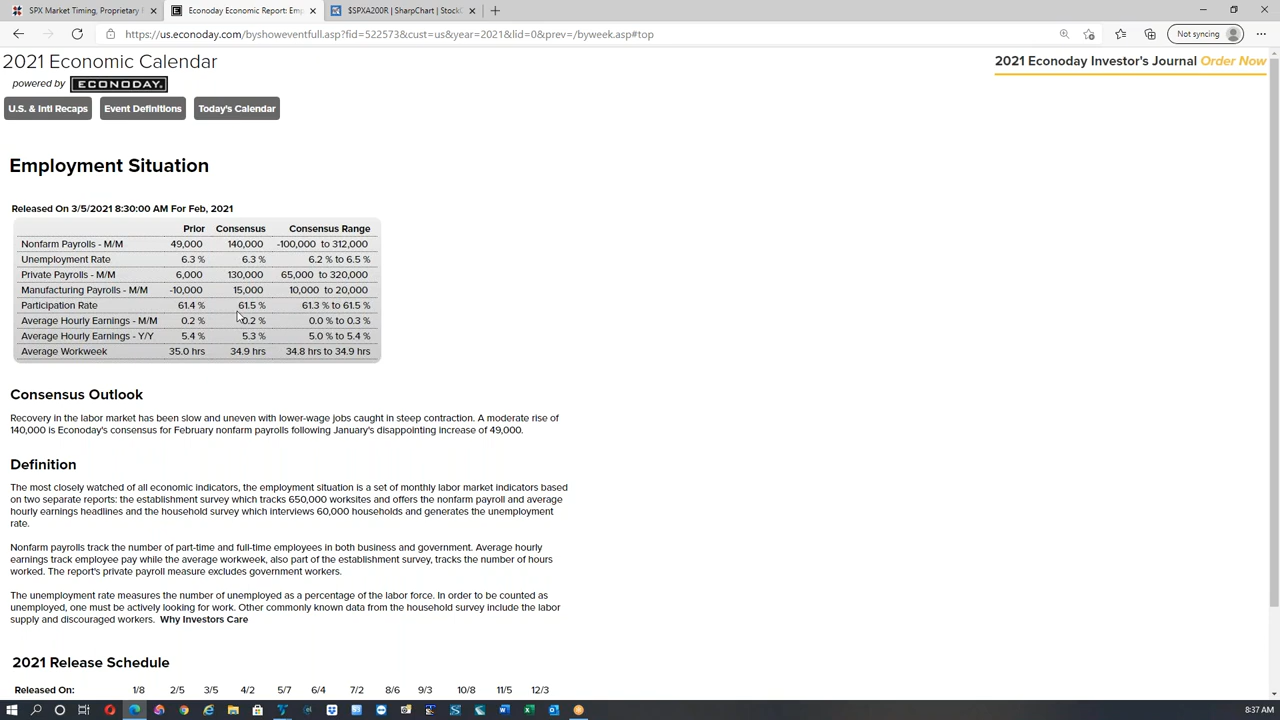 SPX Market Timing, Proprietary
Econoday Economic Report: Emp
$SPXA200R | SharpChart | Stock
https://us.econoday.com/byshoweventfull.asp?fid=522573&cust=us&year=2021&lid=0&prev=/byweek.asp#top
Not syncing
2021 Economic Calendar
2021 Econoday Investor's Journal Order Now
powered by ECONODAY.
U.S. & Intl Recaps Event Definitions Today's Calendar
Employment Situation
Released On 3/5/2021 8:30:00 AM For Feb, 2021
Prior Consensus Consensus Range
Nonfarm Payrolls - M/M 49,000 140,000 -100,000 to 312,000
Unemployment Rate 6.3 % 6.3 % 6.2 % to 6.5 %
Private Payrolls - M/M 6,000 130,000 65,000 to 320,000
Manufacturing Payrolls - M/M -10,000 15,000 10,000 to 20,000
Participation Rate 61.4 % 61.5 % 61.3 % to 61.5 %
Average Hourly Earnings - M/M 0.2 % 0.2 % 0.0 % to 0.3 %
Average Hourly Earnings - Y/Y 5.4 % 5.3 % 5.0 % to 5.4 %
Average Workweek 35.0 hrs 34.9 hrs 34.8 hrs to 34.9 hrs
Consensus Outlook
Recovery in the labor market has been slow and uneven with lower-wage jobs caught in steep contraction. A moderate rise of
140,000 is Econoday's consensus for February nonfarm payrolls following January's disappointing increase of 49,000.
Definition
The most closely watched of all economic indicators, the employment situation is a set of monthly labor market indicators based
on two separate reports: the establishment survey which tracks 650,000 worksites and offers the nonfarm payroll and average
hourly earnings headlines and the household survey which interviews 60,000 households and generates the unemployment
rate.
Nonfarm payrolls track the number of part-time and full-time employees in both business and government. Average hourly
earnings track employee pay while the average workweek, also part of the establishment survey, tracks the number of hours
worked. The report's private payroll measure excludes government workers.
The unemployment rate measures the number of unemployed as a percentage of the labor force. In order to be counted as
unemployed, one must be actively looking for work. Other commonly known data from the household survey include the labor
supply and discouraged workers. Why Investors Care
2021 Release Schedule
Released On: 1/8 2/5 3/5 4/2 5/7 6/4 7/2 8/6 9/3 10/8 11/5 12/3
8:37 AM